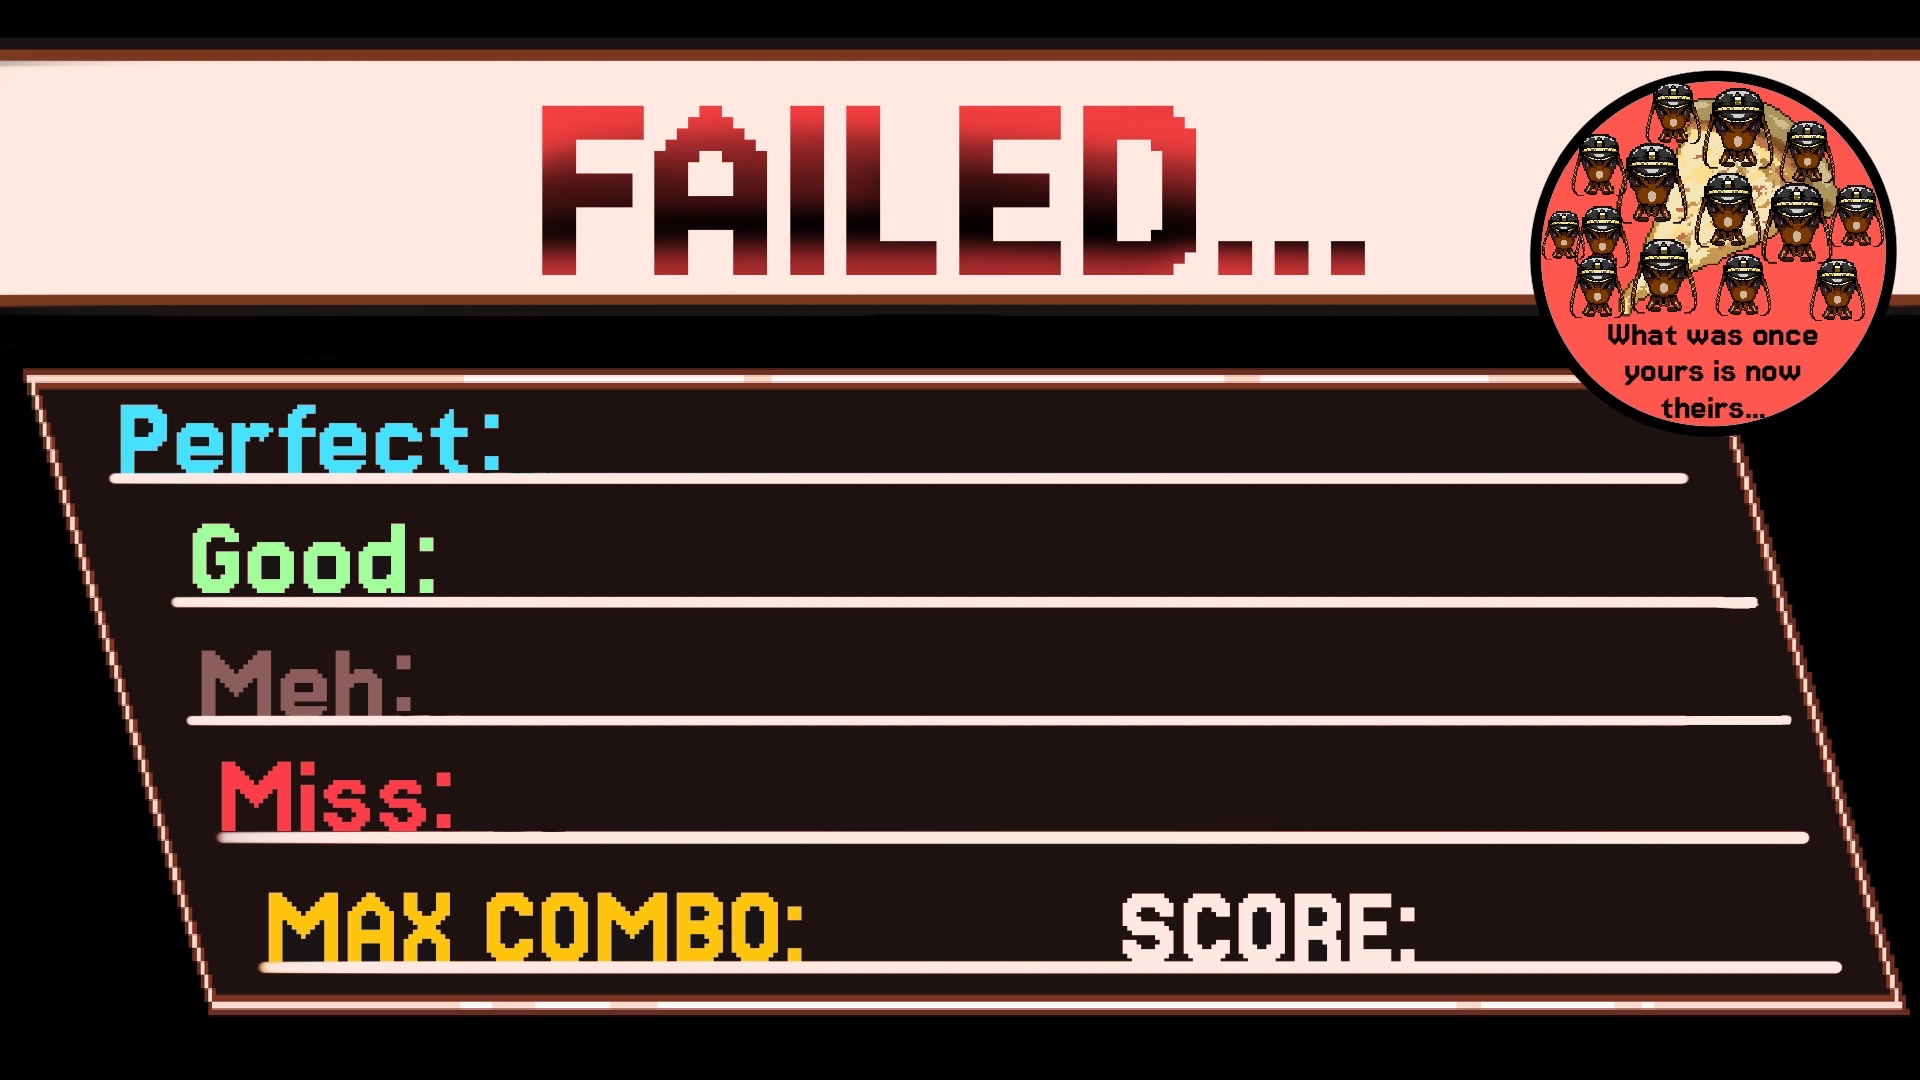 FAILED...
What was once
yours is now
theirs...
Perfect:
Good:
Meh:
Miss:
MAX COMBO: SCORE: